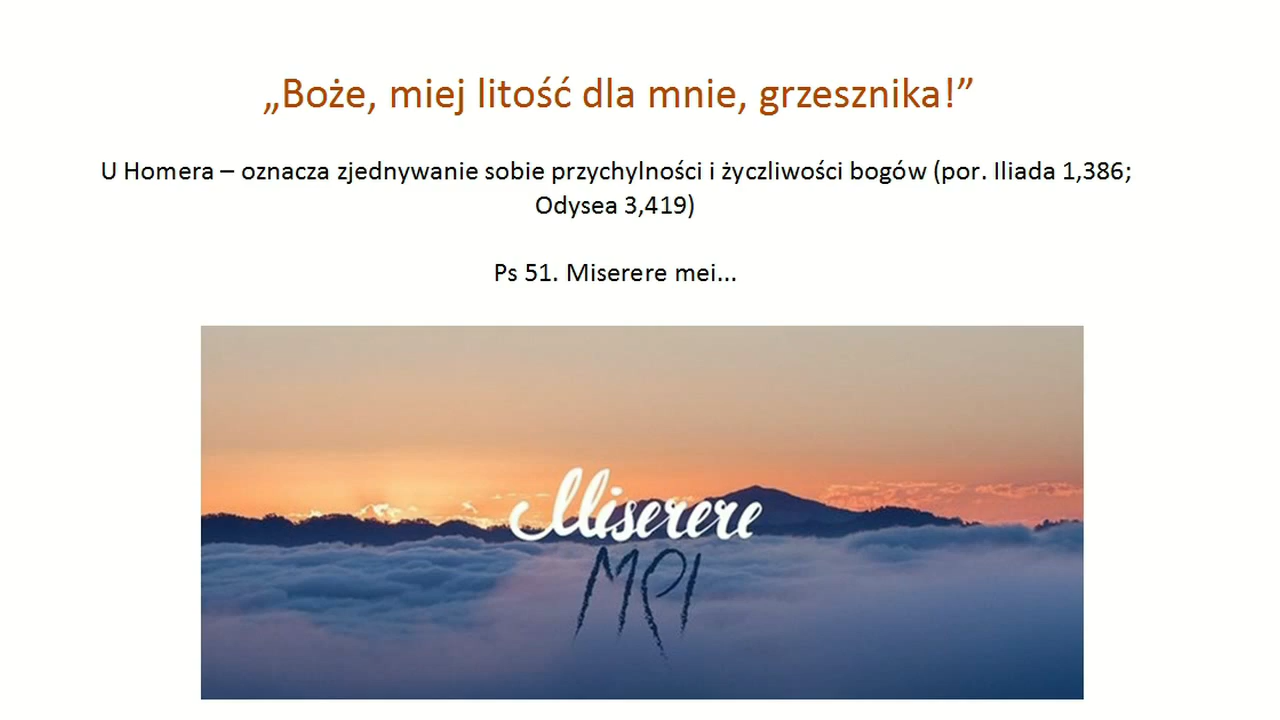 „Boże, miej litość dla mnie, grzesznika!”
U Homera – oznacza zjednywanie sobie przychylności i życzliwości bogów (por. Iliada 1,386;
Odysea 3,419)
Ps 51. Miserere mei...
Miserere
MEI